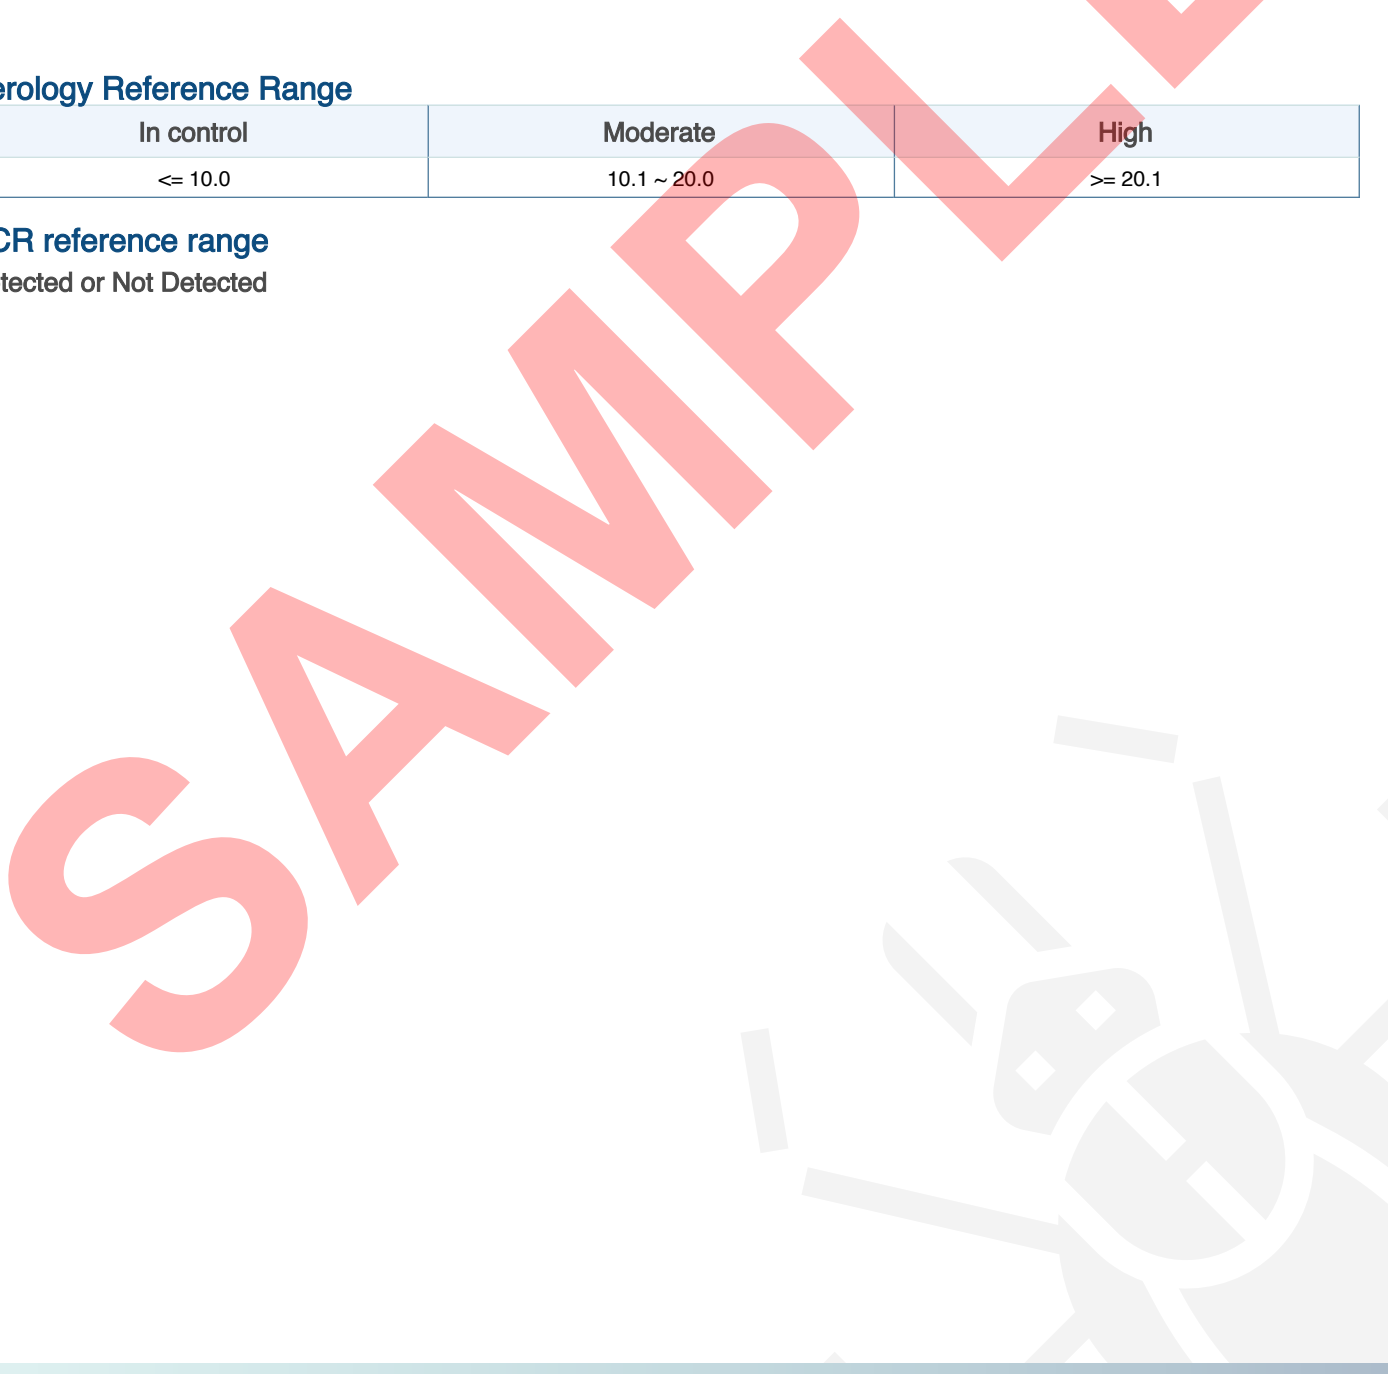 erology Reference Range
In control Moderate High
<= 10.0 10.1 ~ 20.0 >= 20.1
CR reference range
tected or Not Detected
SAMPLE